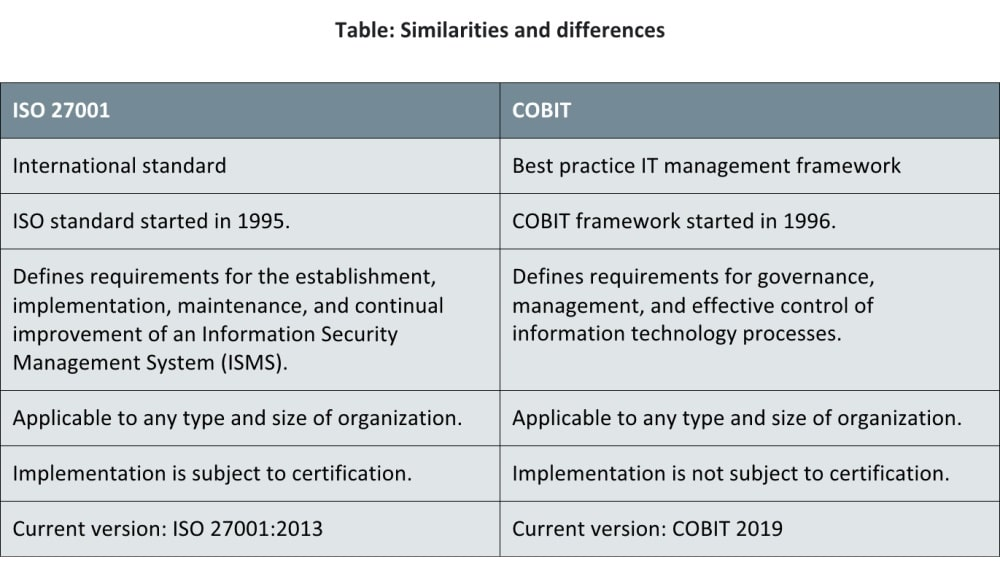 Table: Similarities and differences
ISO 27001
COBIT
International standard
Best practice IT management framework
ISO standard started in 1995.
COBIT framework started in 1996.
Defines requirements for the establishment,
implementation, maintenance, and continual
improvement of an Information Security
Management System (ISMS).
Defines requirements for governance,
management, and effective control of
information technology processes.
Applicable to any type and size of organization.
Applicable to any type and size of organization.
Implementation is subject to certification.
Implementation is not subject to certification.
Current version: ISO 27001:2013
Current version: COBIT 2019